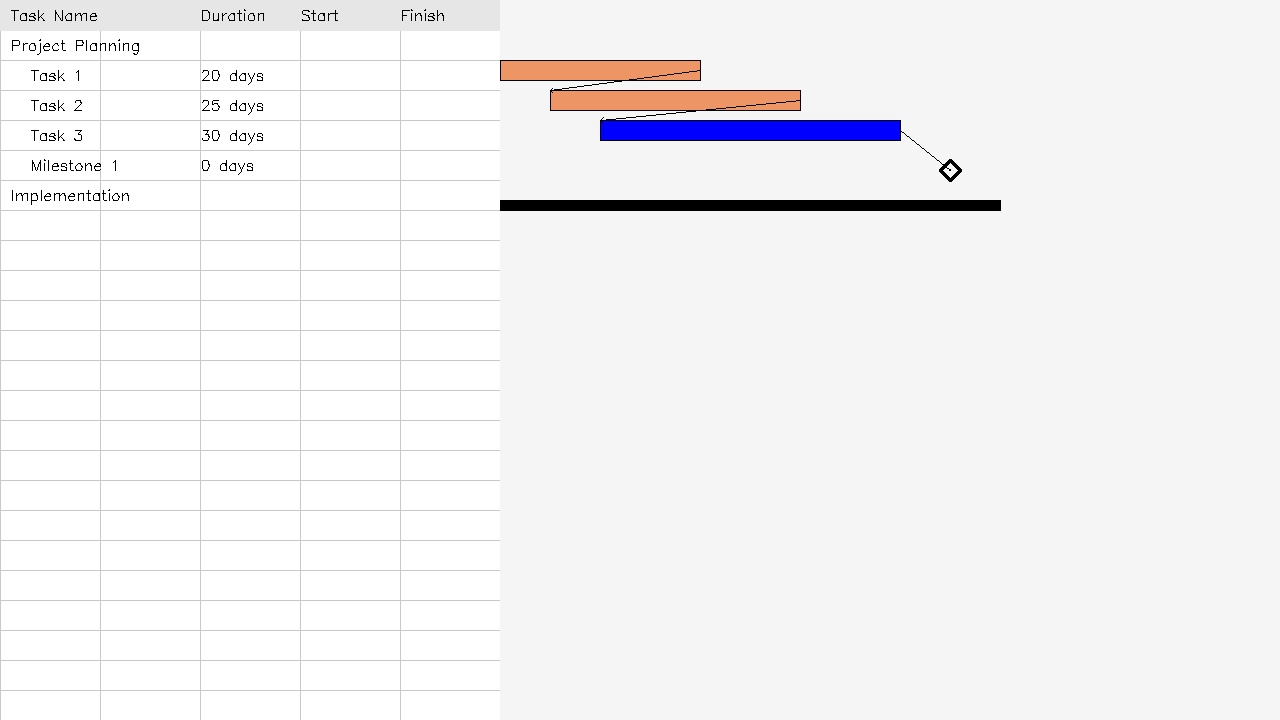 Task Name Duration Start Finish
Project Planning
Task 1 20 days
Task 2 25 days
Task 3 30 days
Milestone 1 0 days
Implementation